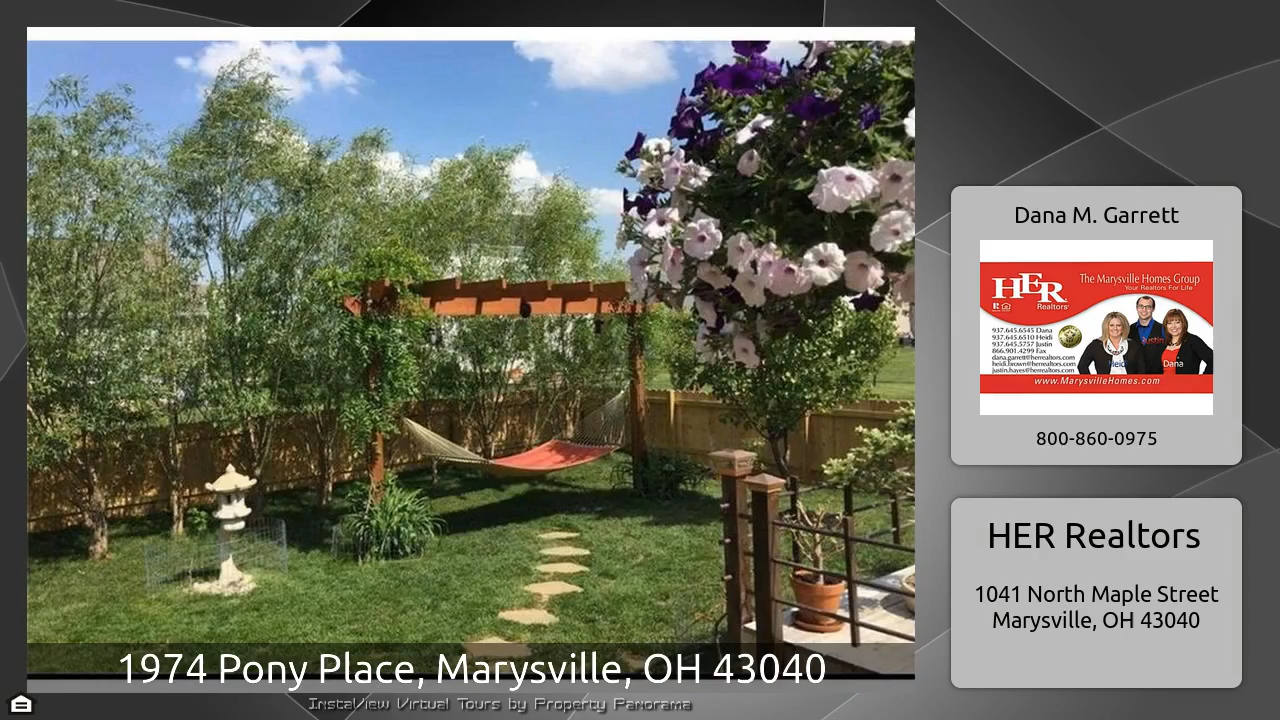 Dana M. Garrett
HER
Realtors
The Marysville Homes Group
Your Realtors For Life
937.645.6545 Dana
937.645.6510 Heidi
937.645.5757 Justin
866.901.4299 Fax
dana.garrett@herrealtors.com
heidi.brown@herrealtors.com
justin.hayes@herrealtors.com
Heidi
Justin
Dana
www.MarysvilleHomes.com
800-860-0975
HER Realtors
1041 North Maple Street
Marysville, OH 43040
1974 Pony Place, Marysville, OH 43040
InstaView Virtual Tours by Property Panorama